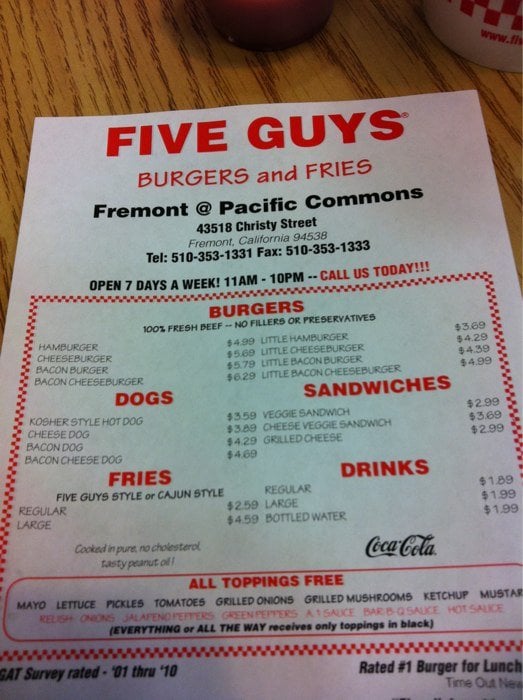 www.fiv
FIVE GUYS®
BURGERS and FRIES
Fremont @ Pacific Commons
43518 Christy Street
Fremont, California 94538
Tel: 510-353-1331 Fax: 510-353-1333
OPEN 7 DAYS A WEEK! 11AM - 10PM -- CALL US TODAY!!!
BURGERS
100% FRESH BEEF -- NO FILLERS OR PRESERVATIVES
HAMBURGER $4.99 LITTLE HAMBURGER $3.69
CHEESEBURGER $5.69 LITTLE CHEESEBURGER $4.29
BACON BURGER $5.79 LITTLE BACON BURGER $4.39
BACON CHEESEBURGER $6.29 LITTLE BACON CHEESEBURGER $4.99
DOGS
KOSHER STYLE HOT DOG $3.59
CHEESE DOG $3.89
BACON DOG $4.29
BACON CHEESE DOG $4.69
SANDWICHES
VEGGIE SANDWICH $2.99
CHEESE VEGGIE SANDWICH $3.69
GRILLED CHEESE $2.99
FRIES
FIVE GUYS STYLE or CAJUN STYLE
REGULAR $2.59
LARGE $4.59
DRINKS
REGULAR $1.89
LARGE $1.99
BOTTLED WATER $1.99
Cooked in pure, no cholesterol,
tasty peanut oil!
Coca-Cola
ALL TOPPINGS FREE
MAYO LETTUCE PICKLES TOMATOES GRILLED ONIONS GRILLED MUSHROOMS KETCHUP MUSTAR
RELISH ONIONS JALAPENO PEPPERS GREEN PEPPERS A.1 SAUCE BAR-B-Q SAUCE HOT SAUCE
(EVERYTHING or ALL THE WAY receives only toppings in black)
GAT Survey rated - '01 thru '10
Rated #1 Burger for Lunch
Time Out New